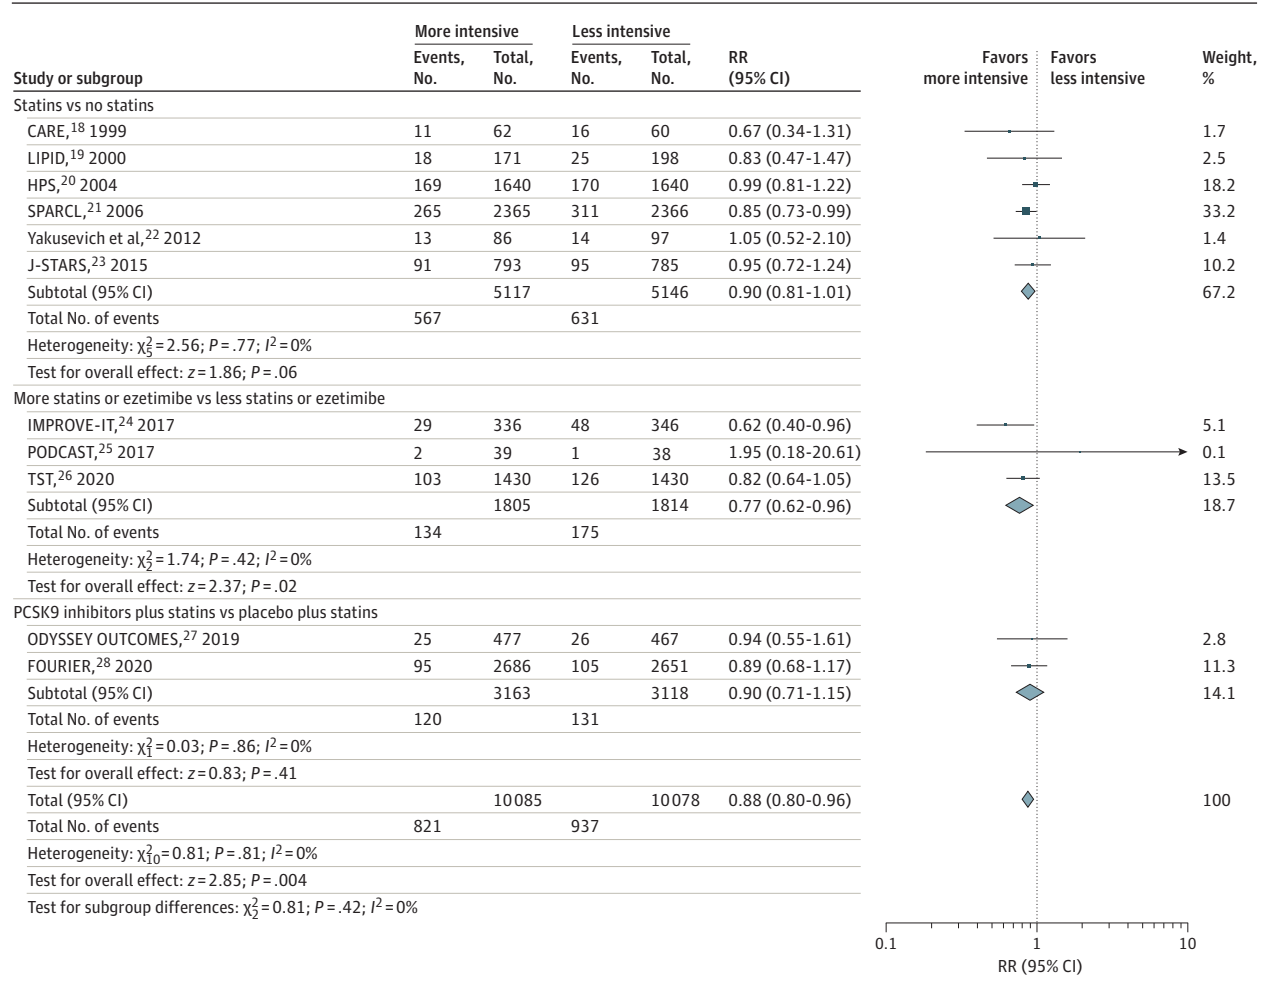 More intensive Less intensive
Events, Total, Events, Total, RR Favors Favors Weight,
Study or subgroup No. No. No. No. (95% CI) more intensive less intensive %
Statins vs no statins
CARE,18 1999 11 62 16 60 0.67 (0.34-1.31) 1.7
LIPID,19 2000 18 171 25 198 0.83 (0.47-1.47) 2.5
HPS,20 2004 169 1640 170 1640 0.99 (0.81-1.22) 18.2
SPARCL,21 2006 265 2365 311 2366 0.85 (0.73-0.99) 33.2
Yakusevich et al,22 2012 13 86 14 97 1.05 (0.52-2.10) 1.4
J-STARS,23 2015 91 793 95 785 0.95 (0.72-1.24) 10.2
Subtotal (95% CI) 5117 5146 0.90 (0.81-1.01) 67.2
Total No. of events 567 631
Heterogeneity: χ²₅=2.56; P=.77; I²=0%
Test for overall effect: z=1.86; P=.06
More statins or ezetimibe vs less statins or ezetimibe
IMPROVE-IT,24 2017 29 336 48 346 0.62 (0.40-0.96) 5.1
PODCAST,25 2017 2 39 1 38 1.95 (0.18-20.61) 0.1
TST,26 2020 103 1430 126 1430 0.82 (0.64-1.05) 13.5
Subtotal (95% CI) 1805 1814 0.77 (0.62-0.96) 18.7
Total No. of events 134 175
Heterogeneity: χ²₂=1.74; P=.42; I²=0%
Test for overall effect: z=2.37; P=.02
PCSK9 inhibitors plus statins vs placebo plus statins
ODYSSEY OUTCOMES,27 2019 25 477 26 467 0.94 (0.55-1.61) 2.8
FOURIER,28 2020 95 2686 105 2651 0.89 (0.68-1.17) 11.3
Subtotal (95% CI) 3163 3118 0.90 (0.71-1.15) 14.1
Total No. of events 120 131
Heterogeneity: χ²₁=0.03; P=.86; I²=0%
Test for overall effect: z=0.83; P=.41
Total (95% CI) 10085 10078 0.88 (0.80-0.96) 100
Total No. of events 821 937
Heterogeneity: χ²₁₀=0.81; P=.81; I²=0%
Test for overall effect: z=2.85; P=.004
Test for subgroup differences: χ²₂=0.81; P=.42; I²=0%
0.1 1 10
RR (95% CI)